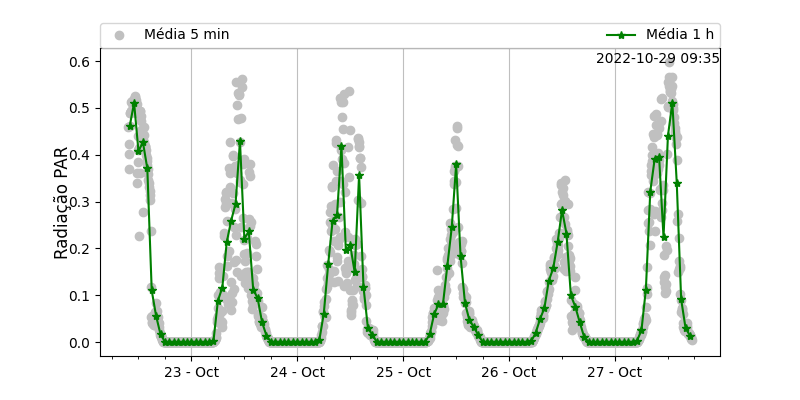 Média 5 min
Média 1 h
2022-10-29 09:35
Radiação PAR
0.6
0.5
0.4
0.3
0.2
0.1
0.0
23 - Oct
24 - Oct
25 - Oct
26 - Oct
27 - Oct